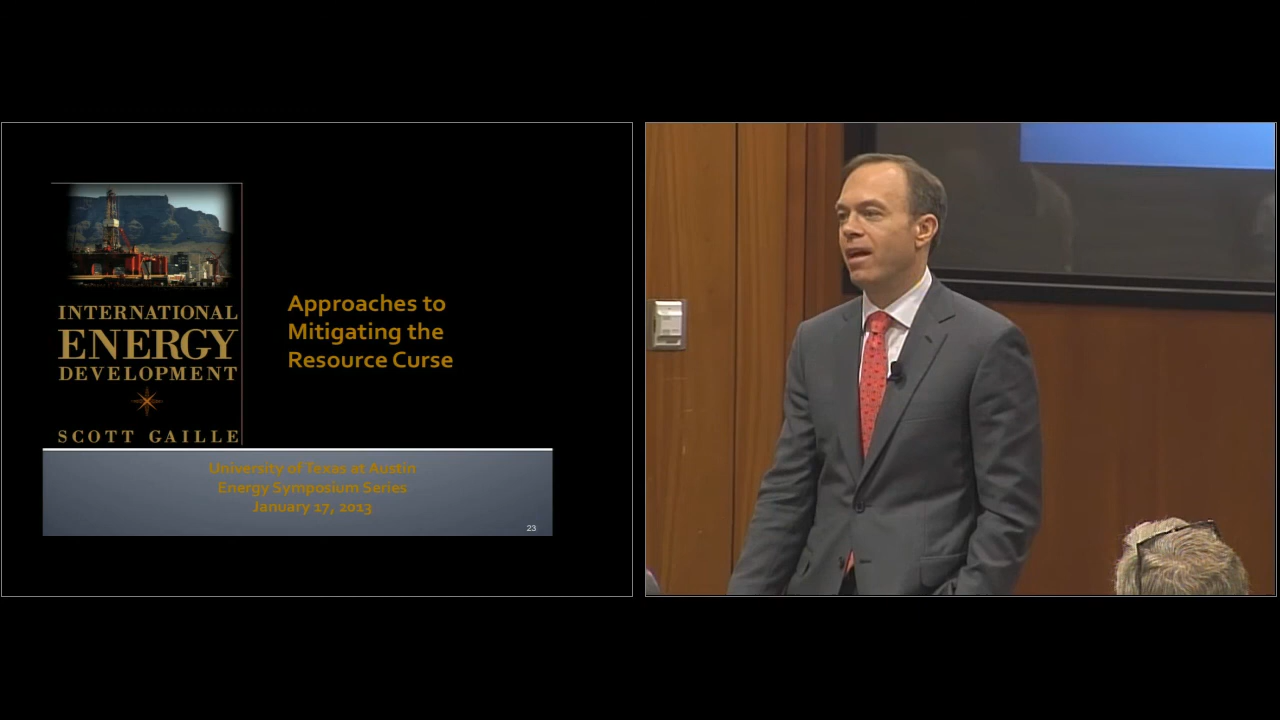 INTERNATIONAL
ENERGY
DEVELOPMENT
SCOTT GAILLE
Approaches to
Mitigating the
Resource Curse
University of Texas at Austin
Energy Symposium Series
January 17, 2013
23